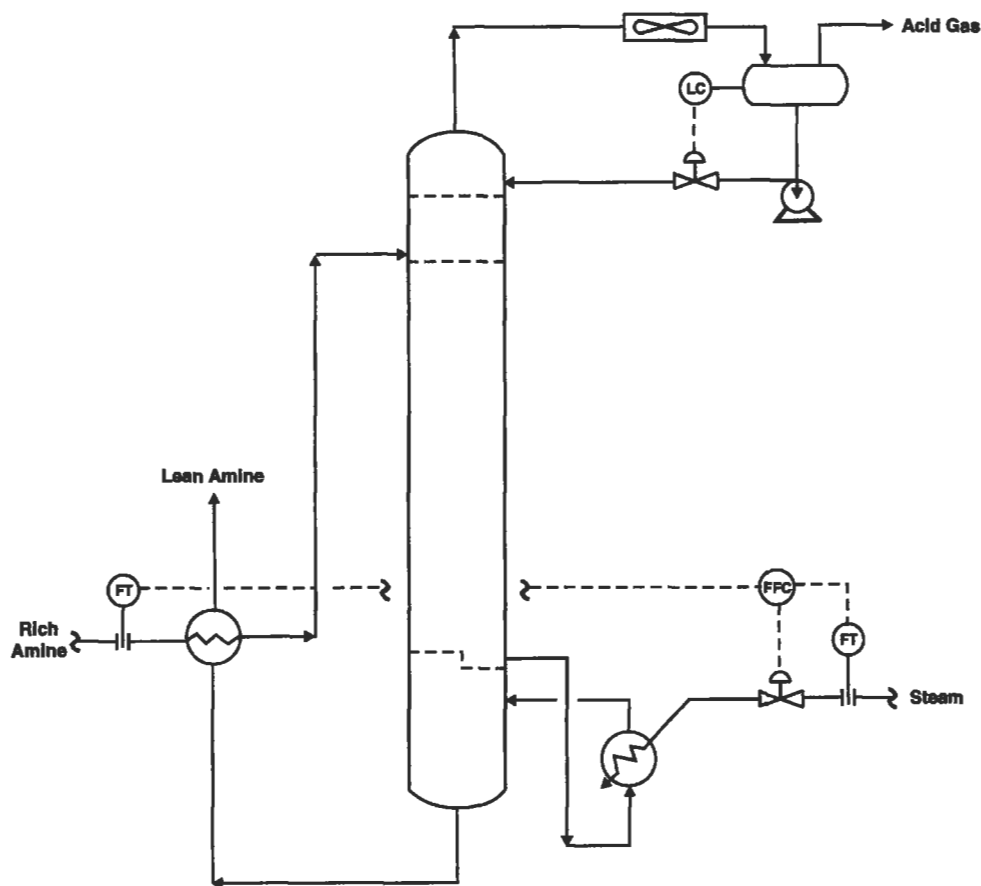 Acid Gas
LC
Lean Amine
FT
FFC
Rich
Amine
FT
Steam